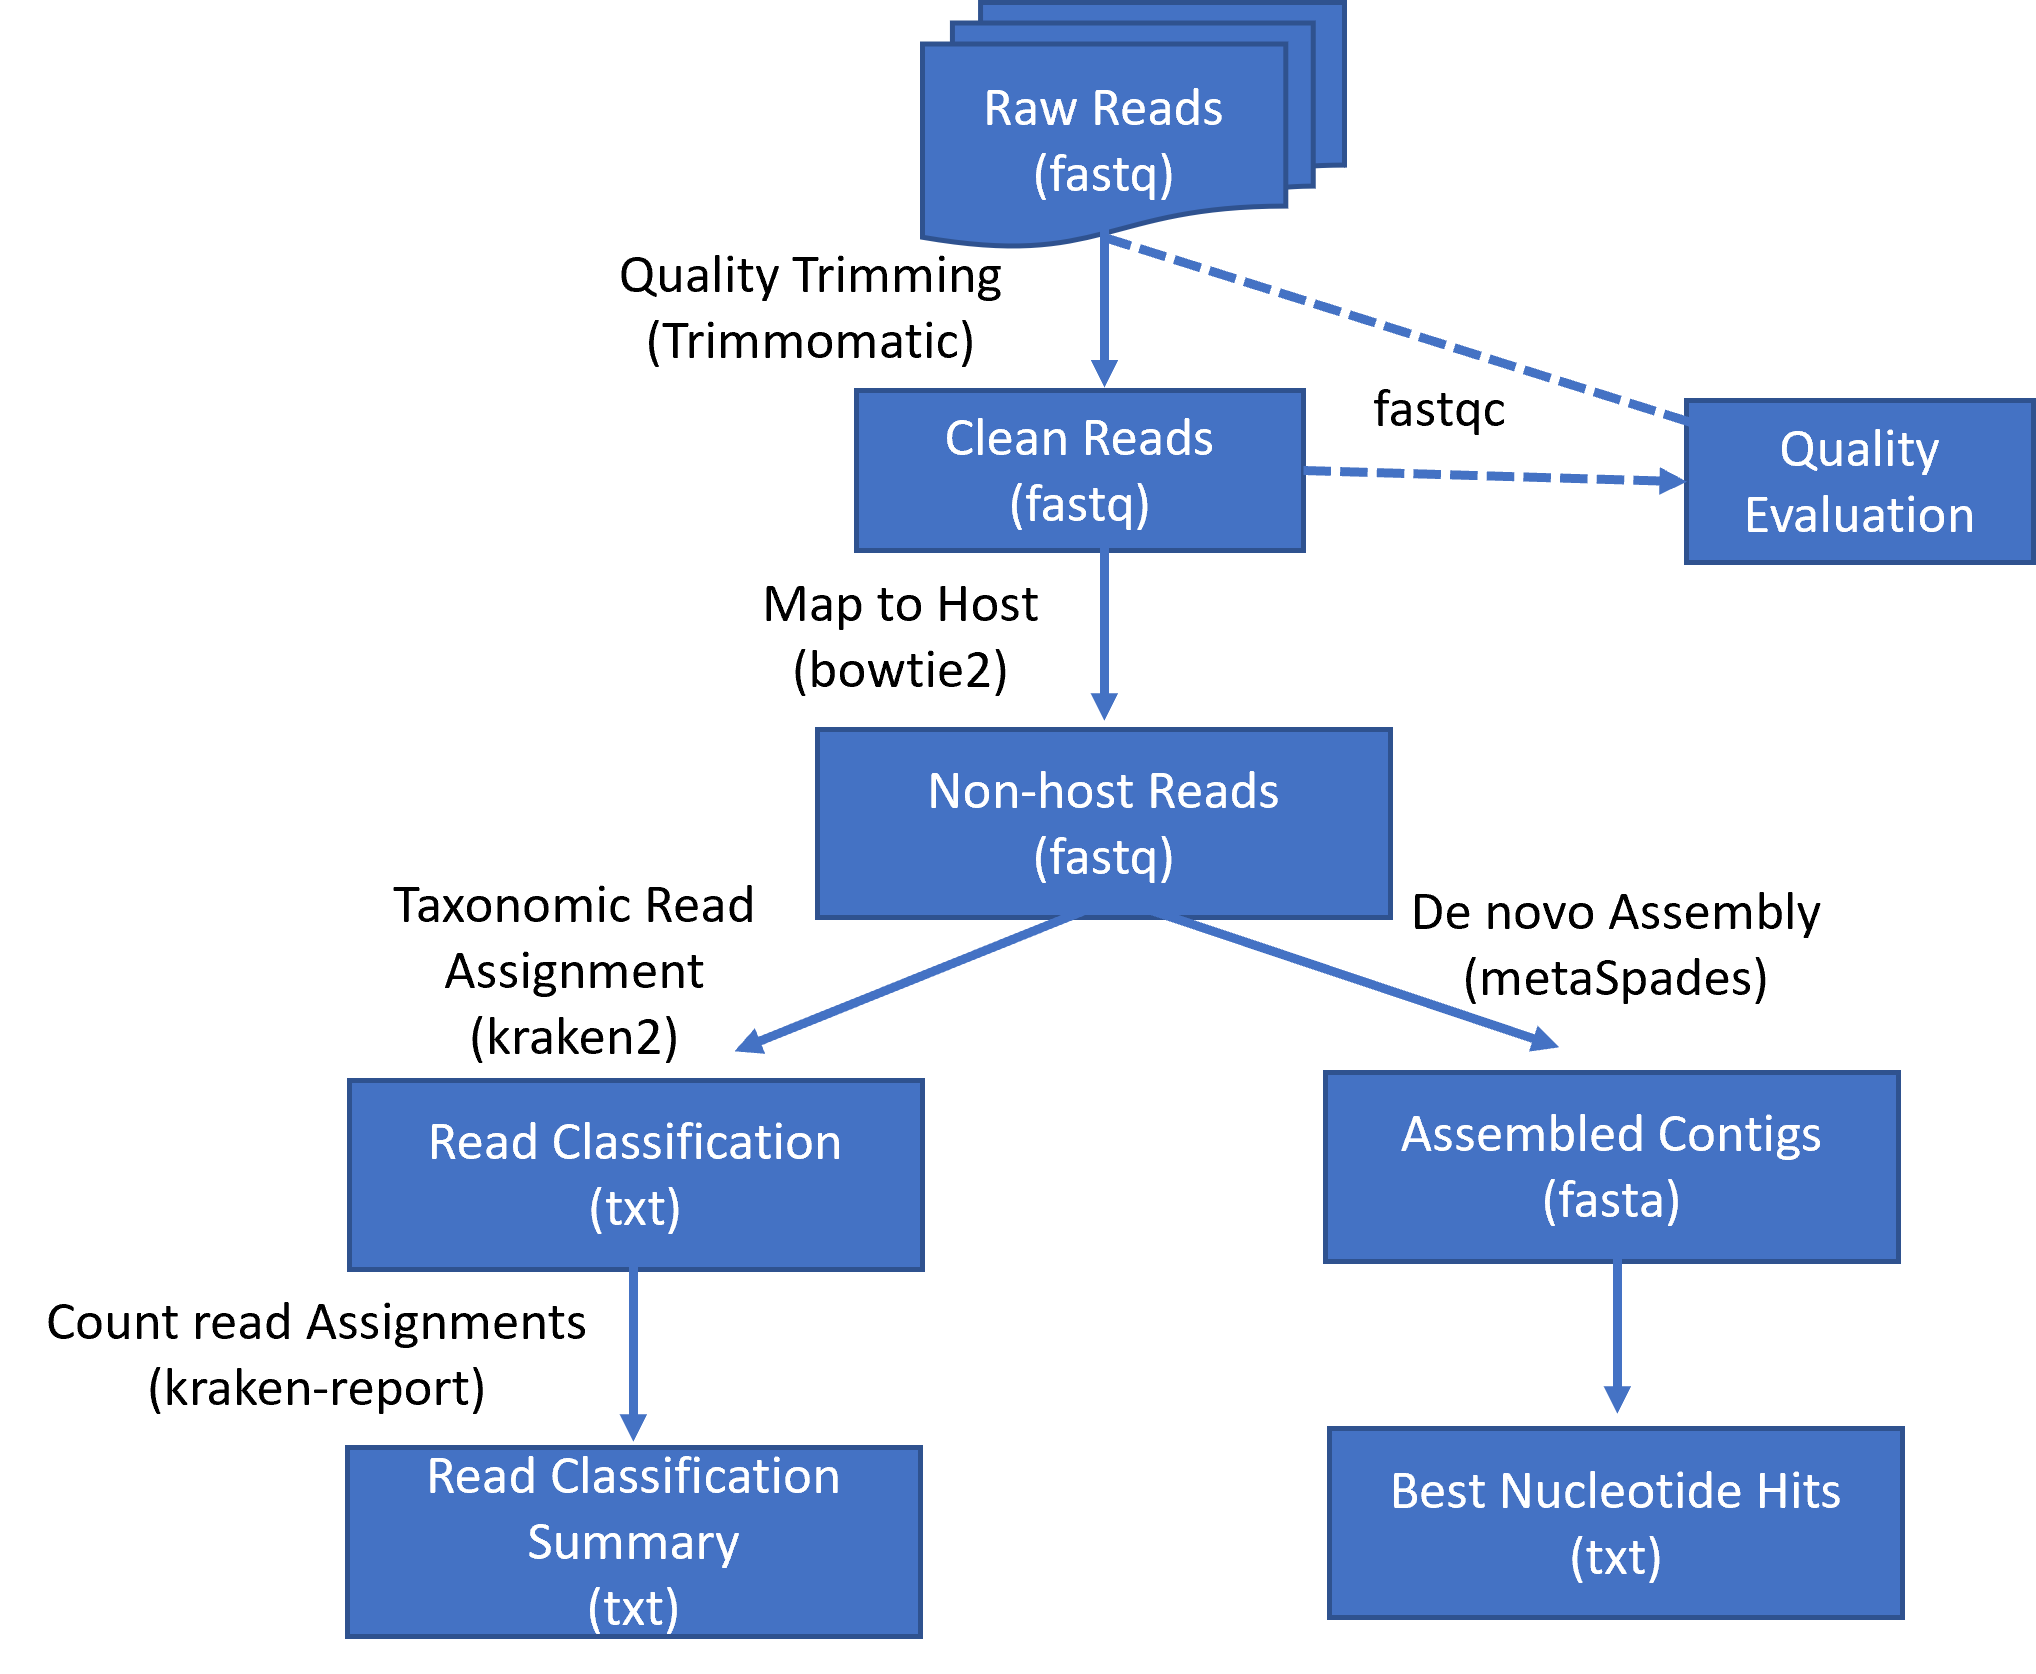 Raw Reads
(fastq)
Quality Trimming
(Trimmomatic)
fastqc
Clean Reads
(fastq)
Quality
Evaluation
Map to Host
(bowtie2)
Non-host Reads
(fastq)
Taxonomic Read
Assignment
(kraken2)
De novo Assembly
(metaSpades)
Read Classification
(txt)
Assembled Contigs
(fasta)
Count read Assignments
(kraken-report)
Read Classification
Summary
(txt)
Best Nucleotide Hits
(txt)